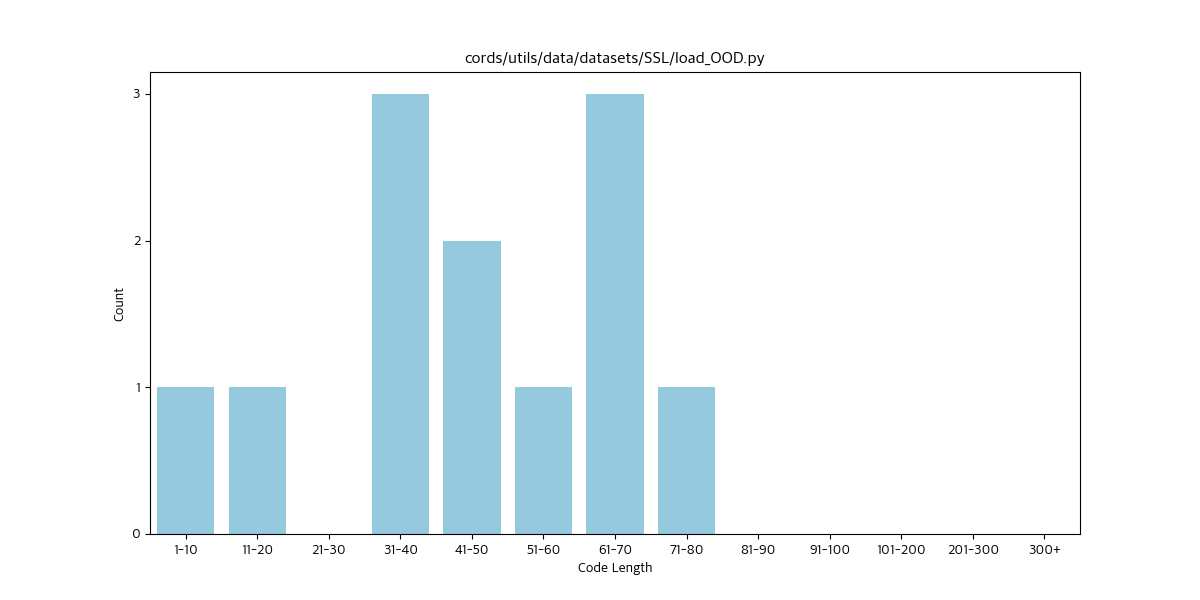 cords/utils/data/datasets/SSL/load_OOD.py
3
2
1
0
Count
1-10 11-20 21-30 31-40 41-50 51-60 61-70 71-80 81-90 91-100 101-200 201-300 300+
Code Length